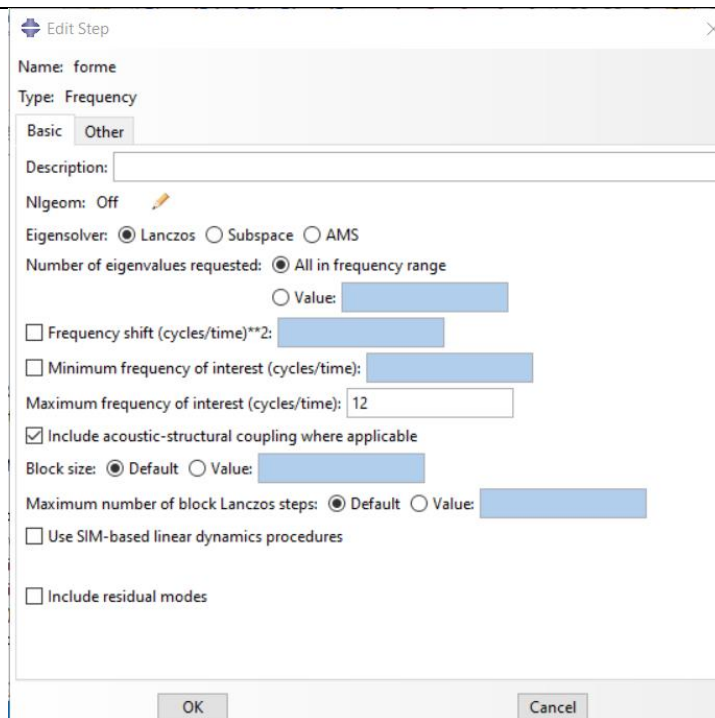 Edit Step
Name: forme
Type: Frequency
Basic Other
Description:
Nlgeom: Off
Eigensolver: Lanczos Subspace AMS
Number of eigenvalues requested: All in frequency range
Value:
Frequency shift (cycles/time)**2:
Minimum frequency of interest (cycles/time):
Maximum frequency of interest (cycles/time): 12
Include acoustic-structural coupling where applicable
Block size: Default Value:
Maximum number of block Lanczos steps: Default Value:
Use SIM-based linear dynamics procedures
Include residual modes
OK Cancel